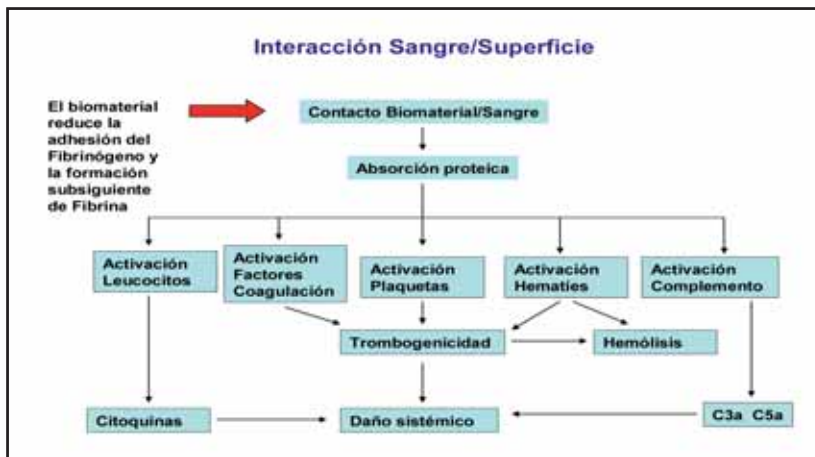 Interacción Sangre/Superficie
El biomaterial
reduce la
adhesión del
Fibrinógeno y
la formación
subsiguiente
de Fibrina
Contacto Biomaterial/Sangre
Absorción proteica
Activación
Leucocitos
Activación
Factores
Coagulación
Activación
Plaquetas
Activación
Hematies
Activación
Complemento
Trombogenicidad
Hemólisis
Citoquinas
Daño sistémico
C3a C5a